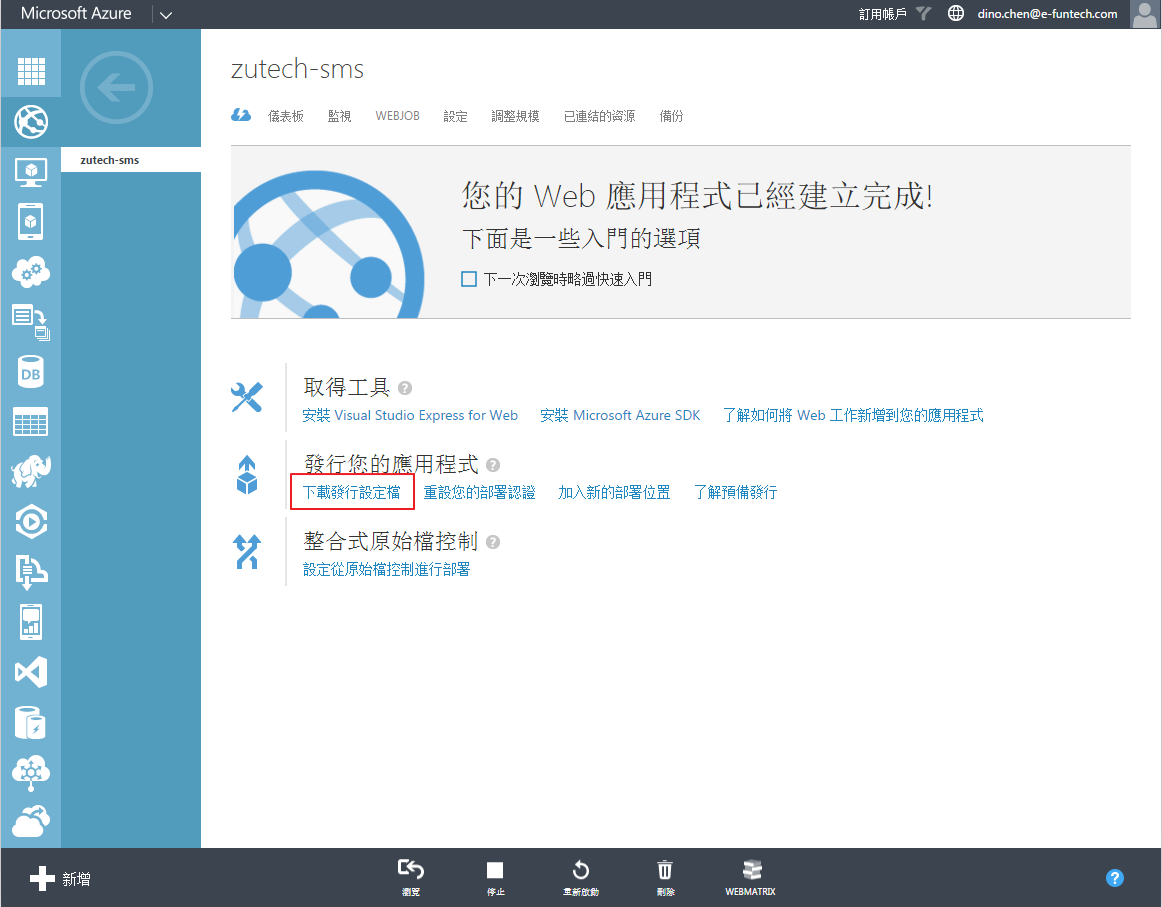 Microsoft Azure
訂用帳戶
dino.chen@e-funtech.com
zutech-sms
zutech-sms
儀表板 監視 WEBJOB 設定 調整規模 已連結的資源 備份
您的 Web 應用程式已經建立完成!
下面是一些入門的選項
下一次瀏覽時略過快速入門
取得工具 ?
安裝 Visual Studio Express for Web 安裝 Microsoft Azure SDK 了解如何將 Web 工作新增到您的應用程式
發行您的應用程式 ?
下載發行設定檔 重設您的部署認證 加入新的部署位置 了解預備發行
整合式原始檔控制 ?
設定從原始檔控制進行部署
DB
新增
瀏覽 停止 重新啟動 刪除 WEBMATRIX
?